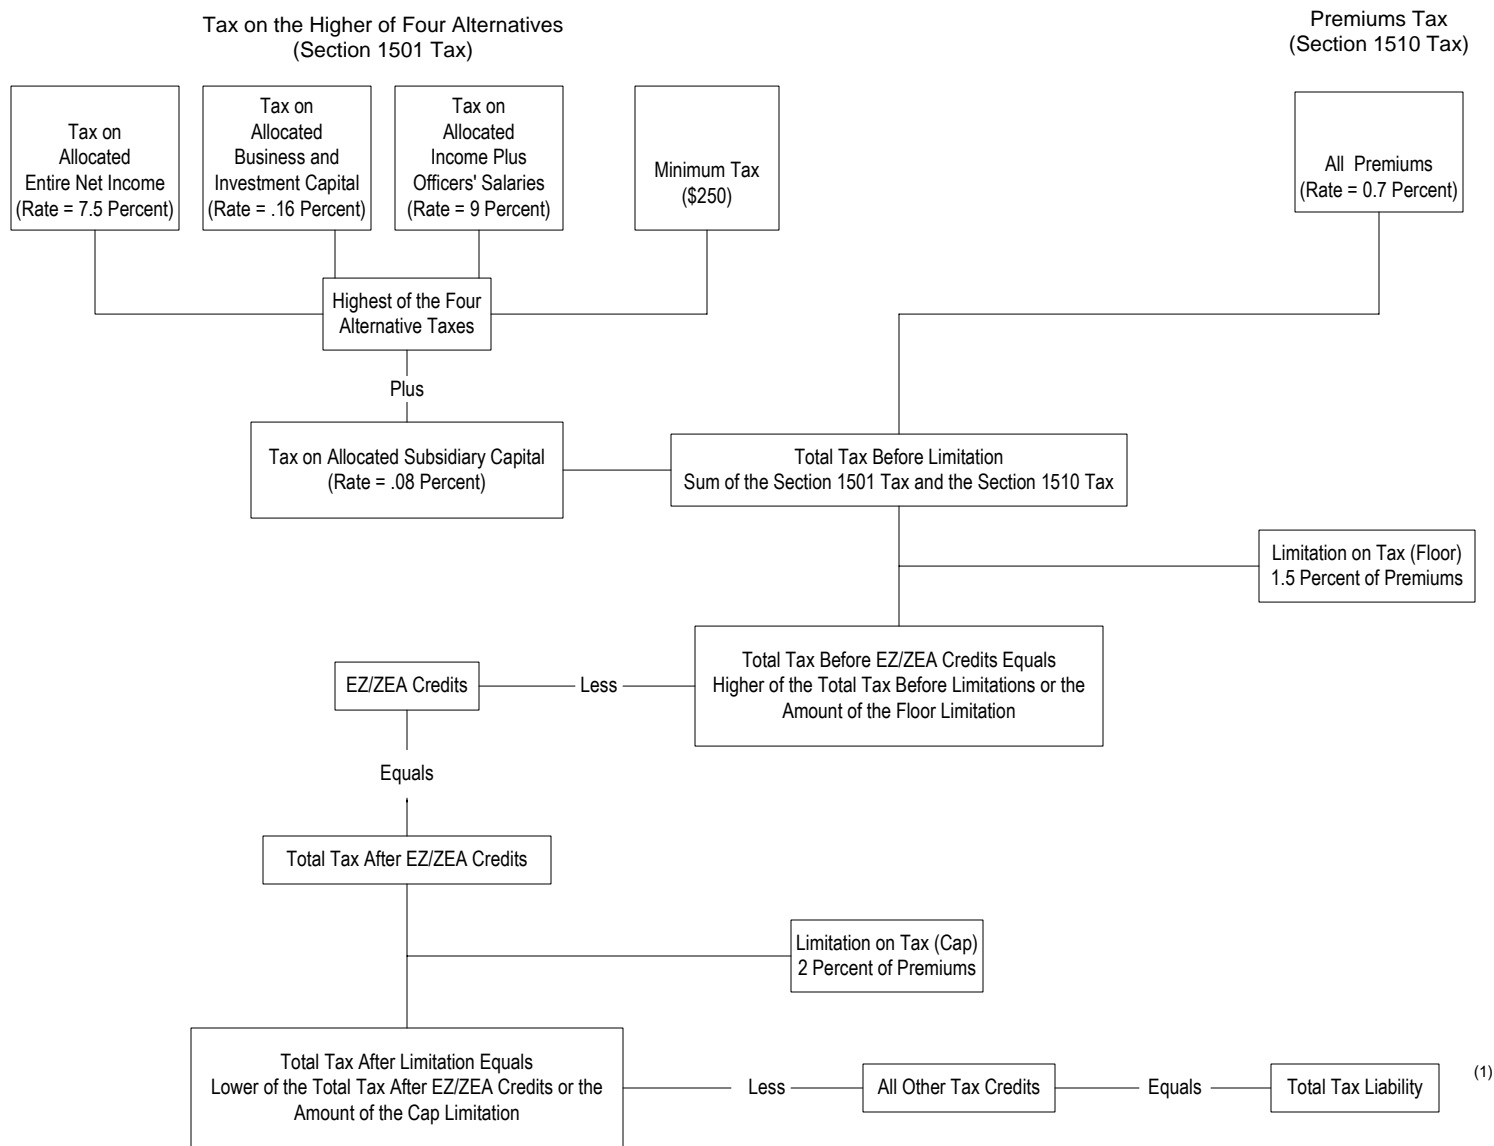 Tax on the Higher of Four Alternatives
(Section 1501 Tax)
Premiums Tax
(Section 1510 Tax)
Tax on
Allocated
Entire Net Income
(Rate = 7.5 Percent)
Tax on
Allocated
Business and
Investment Capital
(Rate = .16 Percent)
Tax on
Allocated
Income Plus
Officers' Salaries
(Rate = 9 Percent)
Minimum Tax
($250)
All Premiums
(Rate = 0.7 Percent)
Highest of the Four
Alternative Taxes
Plus
Tax on Allocated Subsidiary Capital
(Rate = .08 Percent)
Total Tax Before Limitation
Sum of the Section 1501 Tax and the Section 1510 Tax
Limitation on Tax (Floor)
1.5 Percent of Premiums
Total Tax Before EZ/ZEA Credits Equals
Higher of the Total Tax Before Limitations or the
Amount of the Floor Limitation
Less
EZ/ZEA Credits
Equals
Total Tax After EZ/ZEA Credits
Limitation on Tax (Cap)
2 Percent of Premiums
Total Tax After Limitation Equals
Lower of the Total Tax After EZ/ZEA Credits or the
Amount of the Cap Limitation
Less
All Other Tax Credits
Equals
Total Tax Liability
(1)